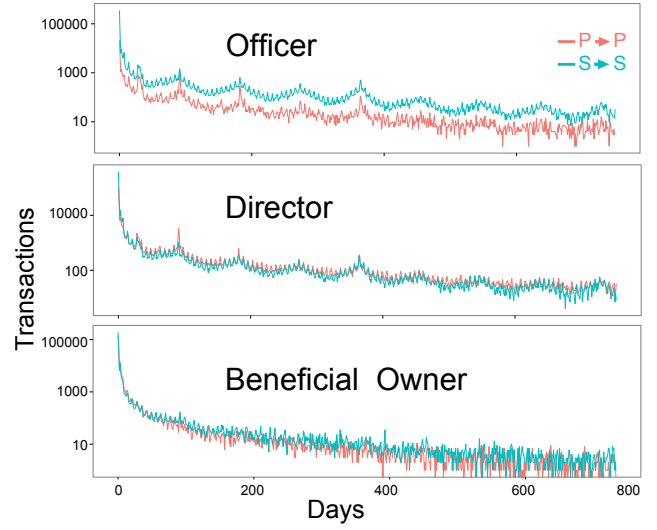 100000
1000
10
Officer
P → P
S → S
10000
100
Director
Transactions
100000
1000
10
Beneficial Owner
0 200 400 600 800
Days